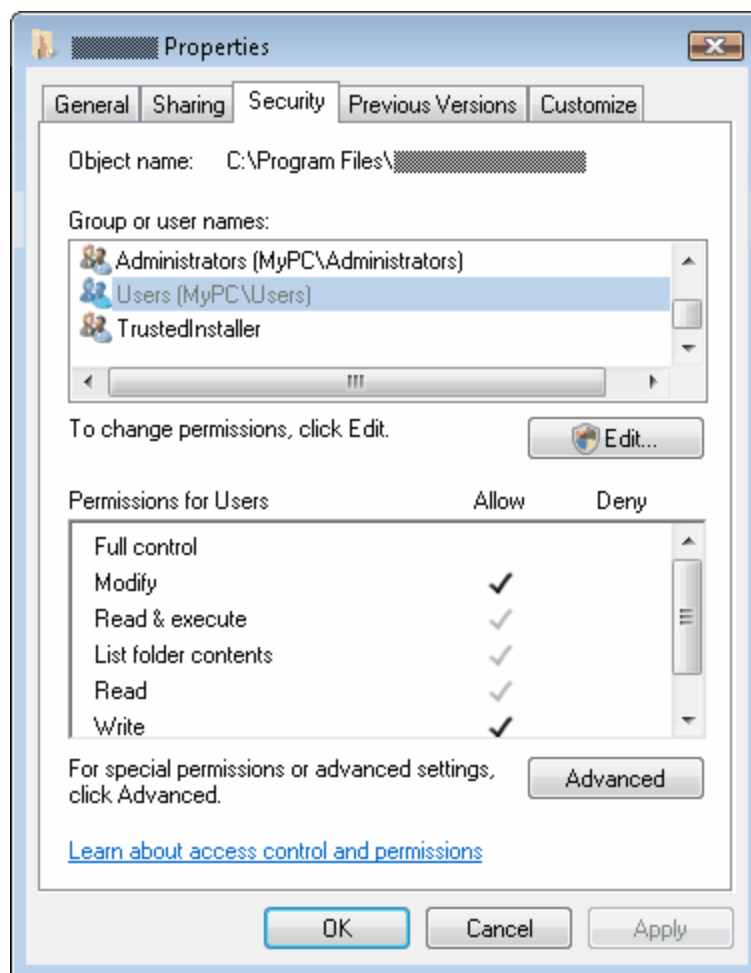 Properties
General Sharing Security Previous Versions Customize
Object name: C:\Program Files\
Group or user names:
Administrators (MyPC\Administrators)
Users (MyPC\Users)
TrustedInstaller
To change permissions, click Edit.
Edit...
Permissions for Users Allow Deny
Full control
Modify
Read & execute
List folder contents
Read
Write
For special permissions or advanced settings,
click Advanced.
Advanced
Learn about access control and permissions
OK Cancel Apply